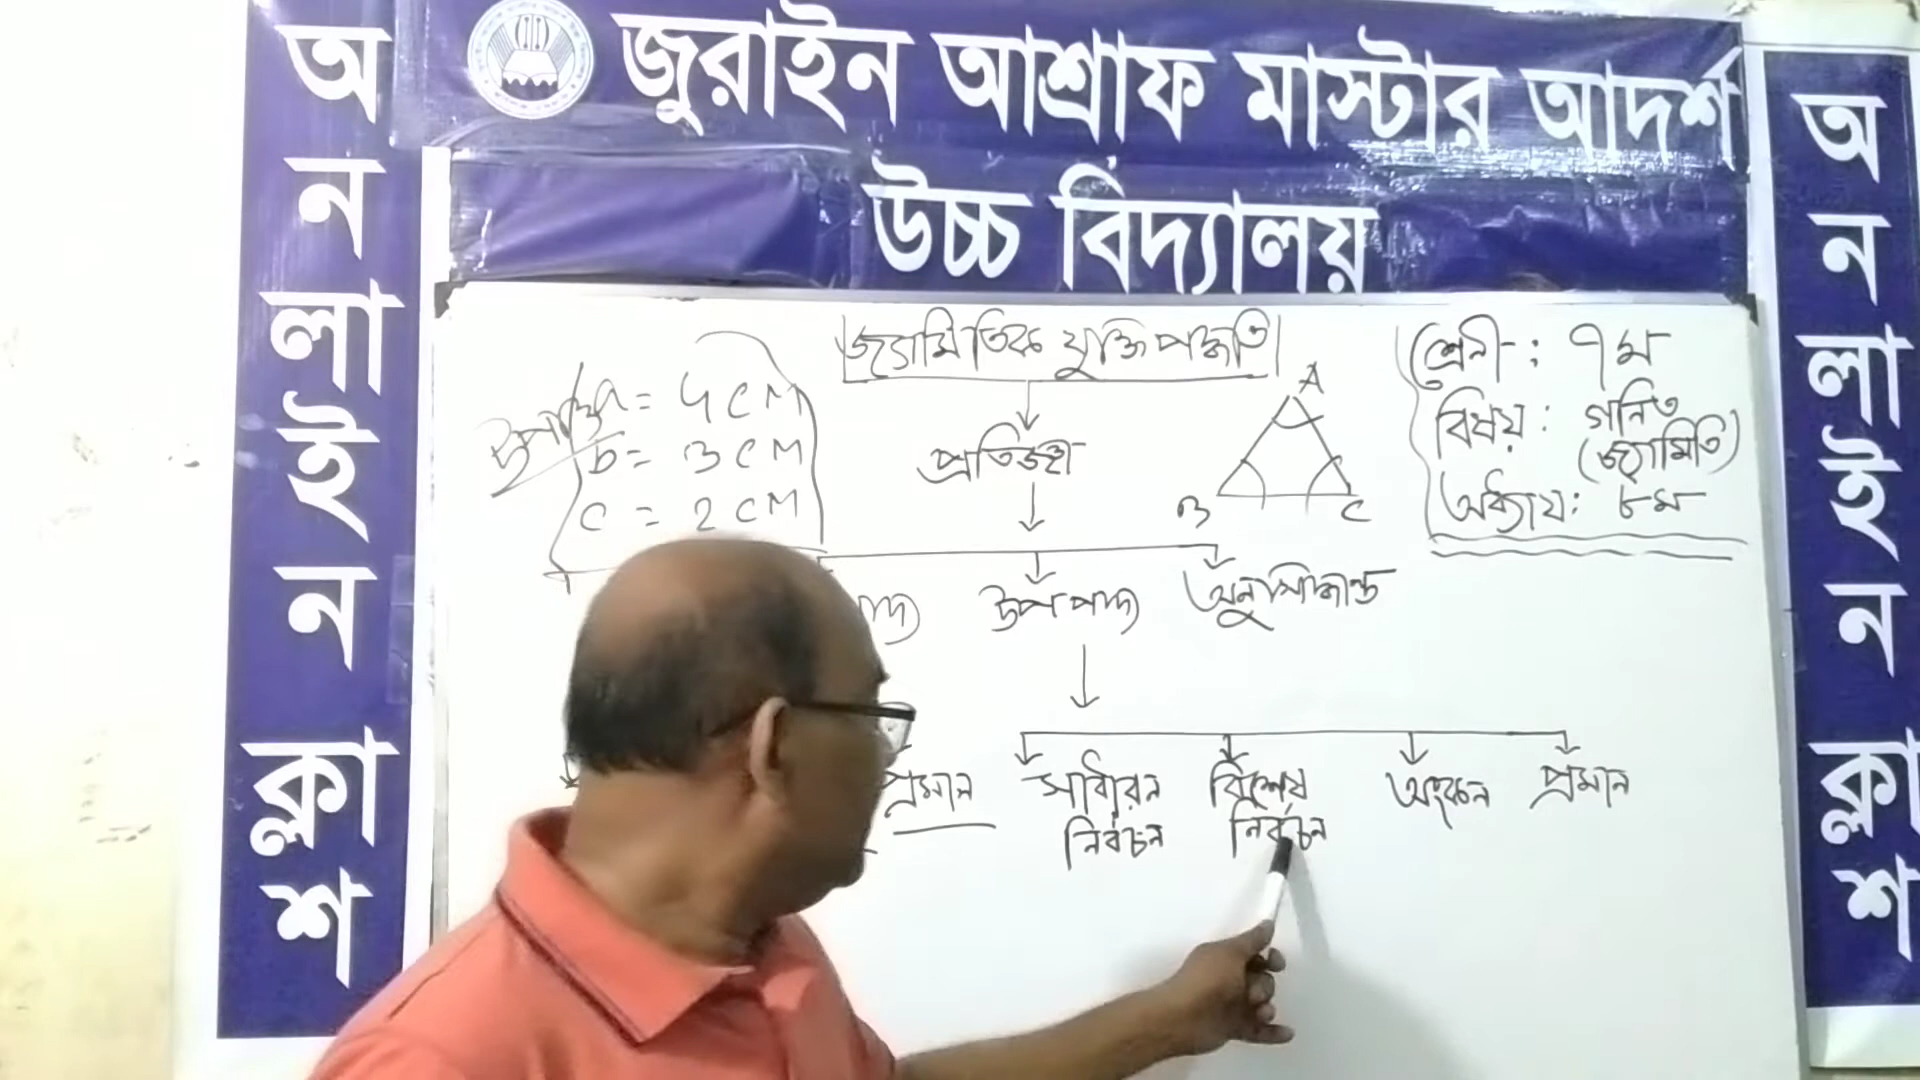 জুরাইন আশ্রাফ মাস্টার আদর্শ
উচ্চ বিদ্যালয়
অনলাইন ক্লাশ
অনলাইন ক্লাশ
জ্যামিতিক যুক্তি পদ্ধতি
প্রতিজ্ঞা
উপাত্ত
a = 4 CM
b = 3 CM
c = 2 CM
A
B
C
শ্রেনী : ৭ম
বিষয় : গনিত
(জ্যামিতি)
অধ্যায় : ৮ম
উপপাদ্য
অনুসিদ্ধান্ত
প্রমান
সাধারন
নির্বচন
বিশেষ
নির্বচন
অংকন
প্রমান